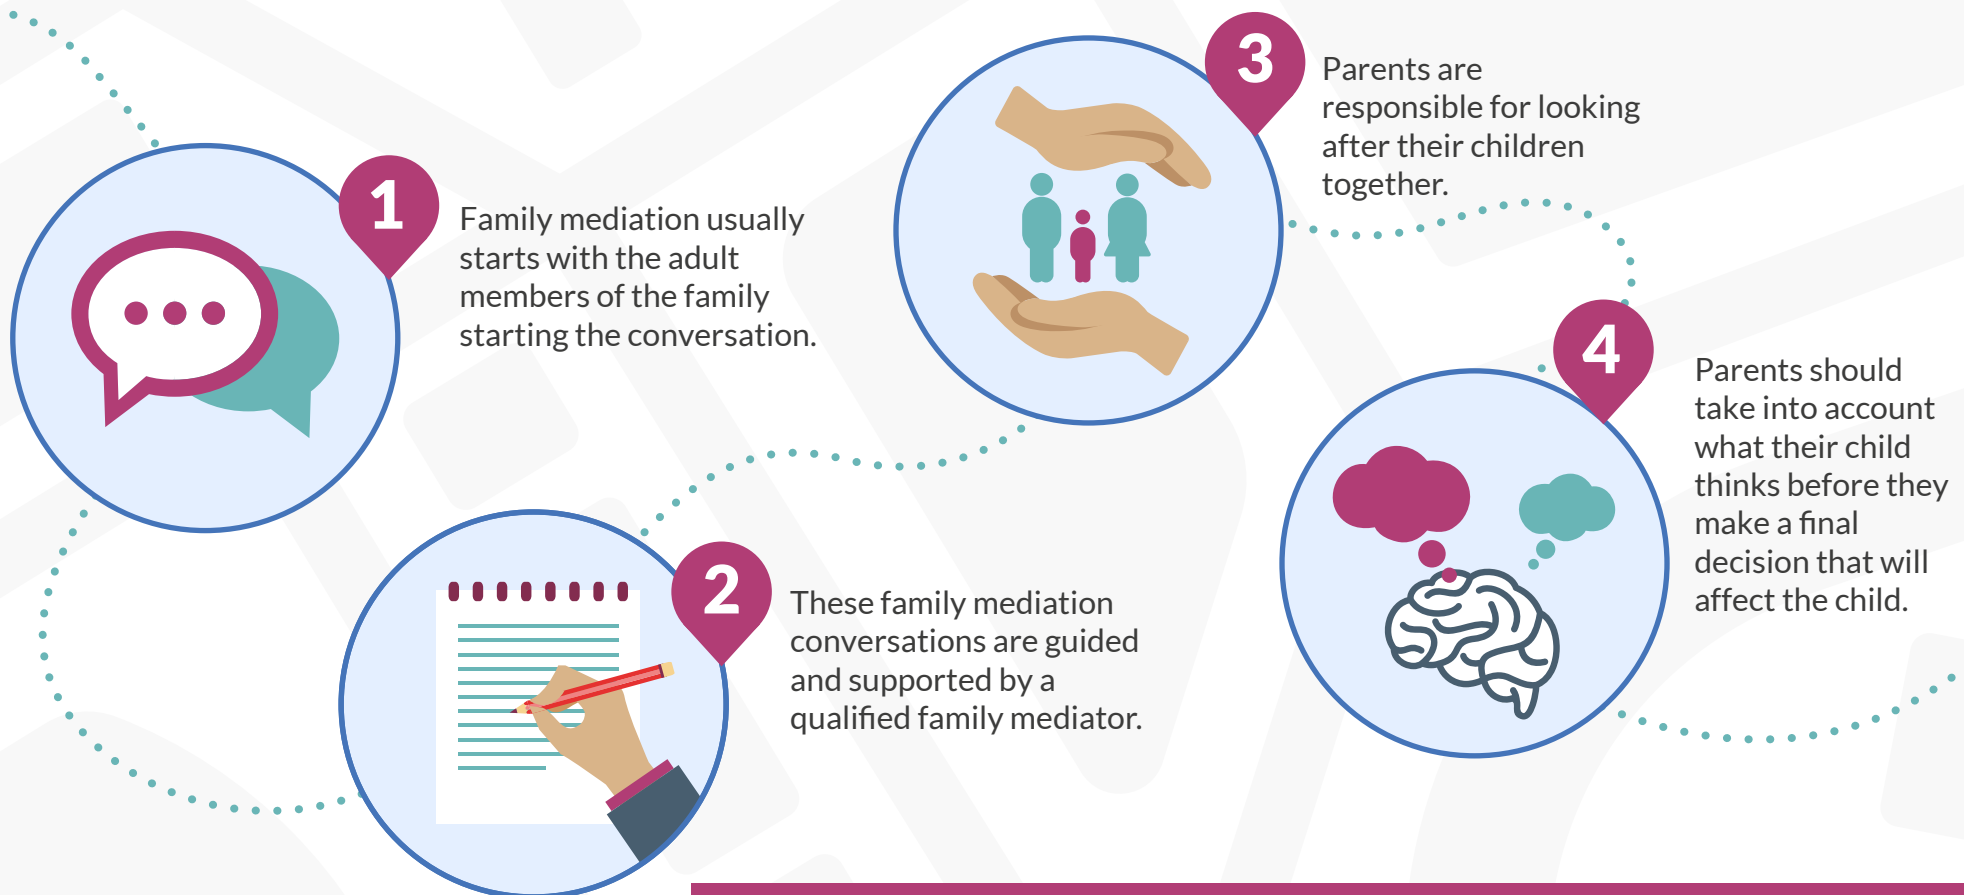 1
Family mediation usually
starts with the adult
members of the family
starting the conversation.
2
These family mediation
conversations are guided
and supported by a
qualified family mediator.
3
Parents are
responsible for looking
after their children
together.
4
Parents should
take into account
what their child
thinks before they
make a final
decision that will
affect the child.